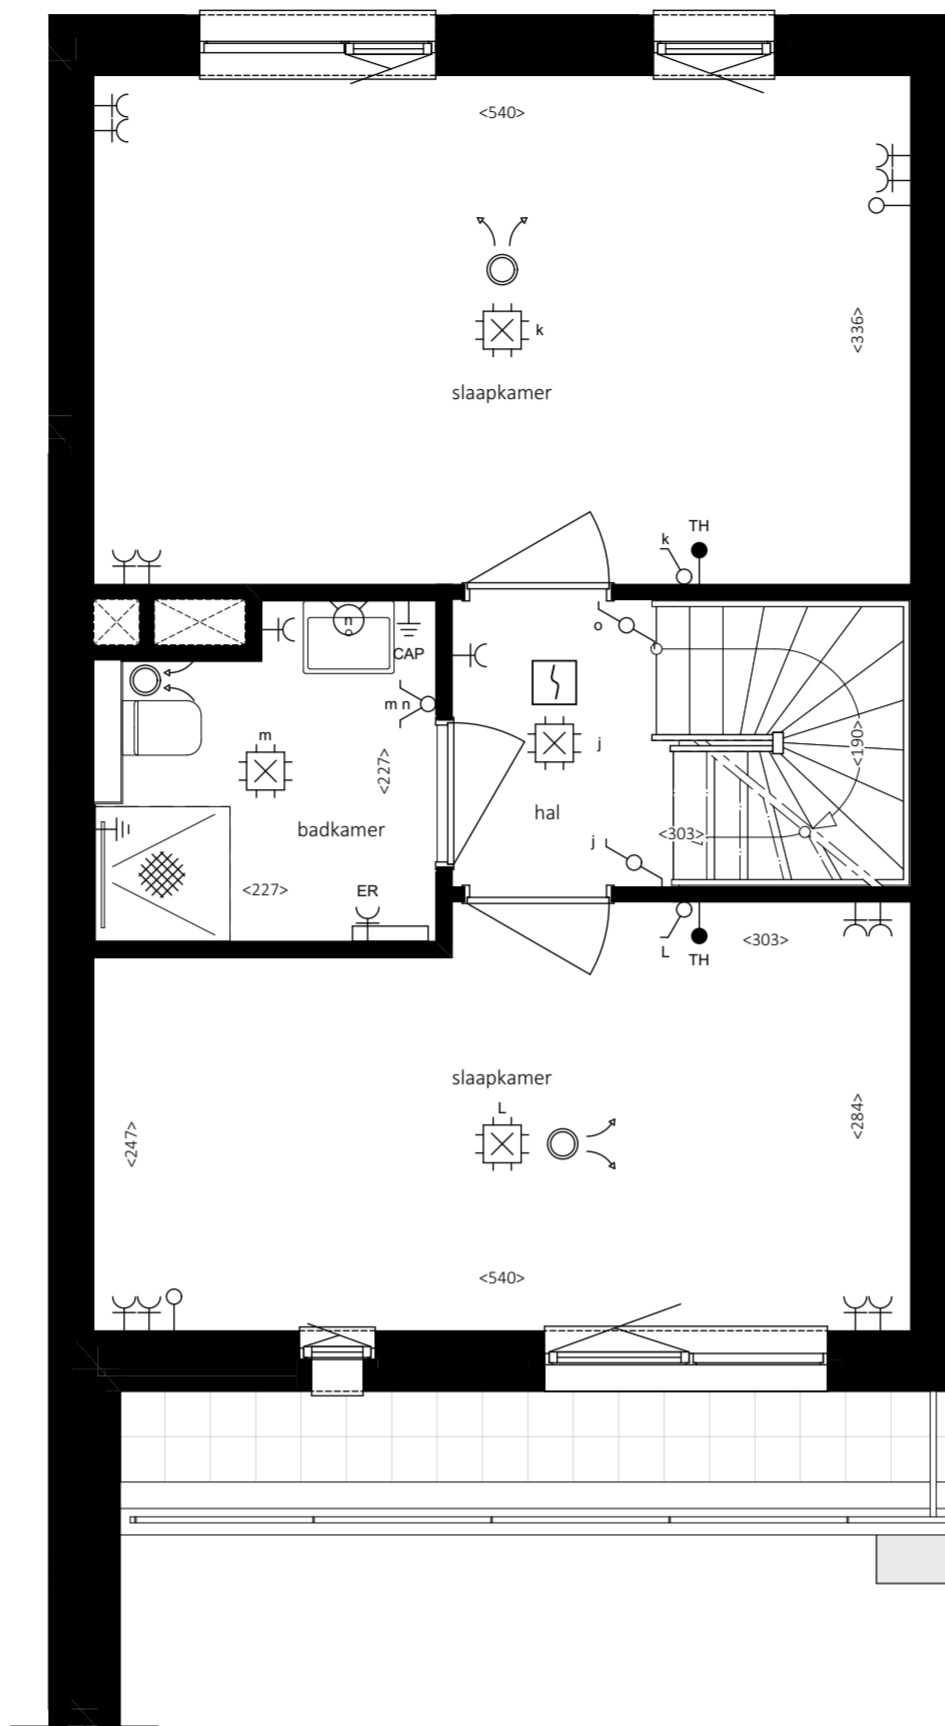 <540>
<336>
k
slaapkamer
TH
k
n
o
o
CAP
m n
m
<227>
j
<190>
hal
badkamer
<303>
j
<227>
ER
<303>
L
TH
slaapkamer
L
<247>
<284>
<540>